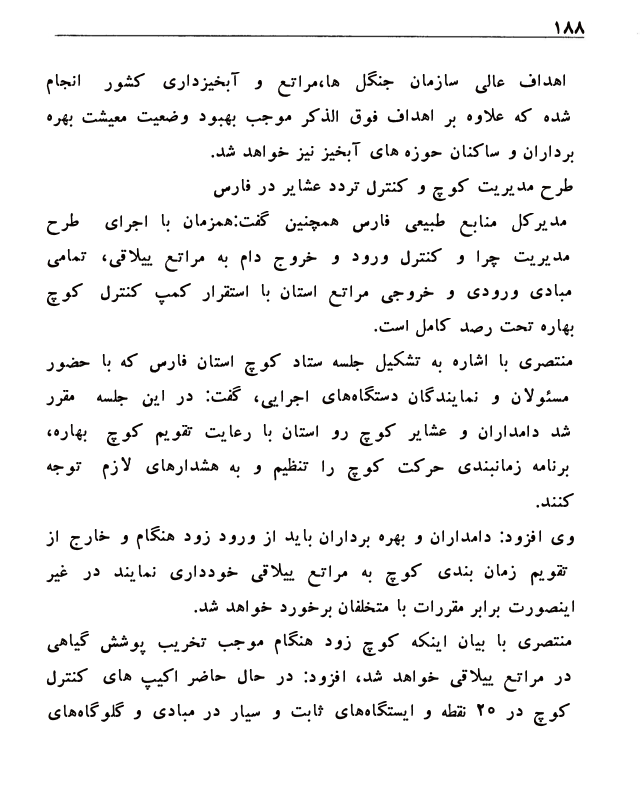 ۱۸۸
اهداف عالی سازمان جنگل ها،مراتع و آبخیزداری کشور انجام
شده که علاوه بر اهداف فوق الذکر موجب بهبود وضعیت معیشت بهره
برداران و ساکنان حوزه های آبخیز نیز خواهد شد.
طرح مدیریت کوچ و کنترل تردد عشایر در فارس
مدیرکل منابع طبیعی فارس همچنین گفت:همزمان با اجرای طرح
مدیریت چرا و کنترل ورود و خروج دام به مراتع ییلاقی، تمامی
مبادی ورودی و خروجی مراتع استان با استقرار کمپ کنترل کوچ
بهاره تحت رصد کامل است.
منتصری با اشاره به تشکیل جلسه ستاد کوچ استان فارس که با حضور
مسئولان و نمایندگان دستگاه‌های اجرایی، گفت: در این جلسه مقرر
شد دامداران و عشایر کوچ رو استان با رعایت تقویم کوچ بهاره،
برنامه زمانبندی حرکت کوچ را تنظیم و به هشدارهای لازم توجه
کنند.
وی افزود: دامداران و بهره برداران باید از ورود زود هنگام و خارج از
تقویم زمان بندی کوچ به مراتع ییلاقی خودداری نمایند در غیر
اینصورت برابر مقررات با متخلفان برخورد خواهد شد.
منتصری با بیان اینکه کوچ زود هنگام موجب تخریب پوشش گیاهی
در مراتع ییلاقی خواهد شد، افزود: در حال حاضر اکیپ های کنترل
کوچ در ۲۵ نقطه و ایستگاه‌های ثابت و سیار در مبادی و گلوگاه‌های